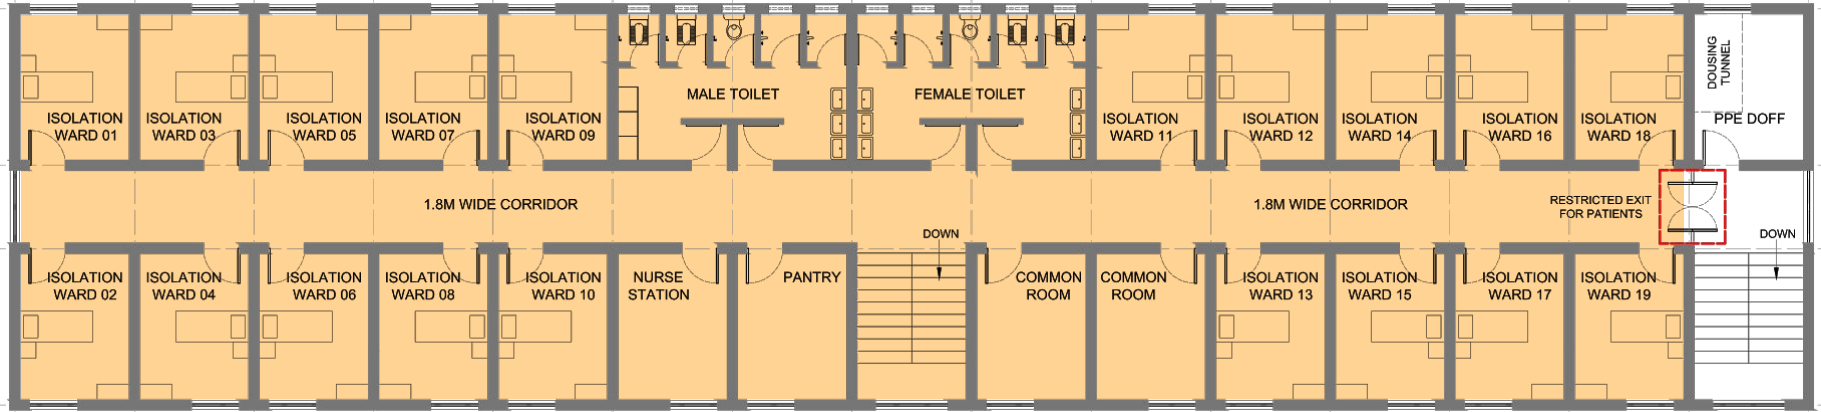 ISOLATION
WARD 01
ISOLATION
WARD 03
ISOLATION
WARD 05
ISOLATION
WARD 07
ISOLATION
WARD 09
MALE TOILET
FEMALE TOILET
ISOLATION
WARD 11
ISOLATION
WARD 12
ISOLATION
WARD 14
ISOLATION
WARD 16
ISOLATION
WARD 18
DOUSING
TUNNEL
PPE DOFF
1.8M WIDE CORRIDOR
1.8M WIDE CORRIDOR
RESTRICTED EXIT
FOR PATIENTS
DOWN
DOWN
ISOLATION
WARD 02
ISOLATION
WARD 04
ISOLATION
WARD 06
ISOLATION
WARD 08
ISOLATION
WARD 10
NURSE
STATION
PANTRY
COMMON
ROOM
COMMON
ROOM
ISOLATION
WARD 13
ISOLATION
WARD 15
ISOLATION
WARD 17
ISOLATION
WARD 19